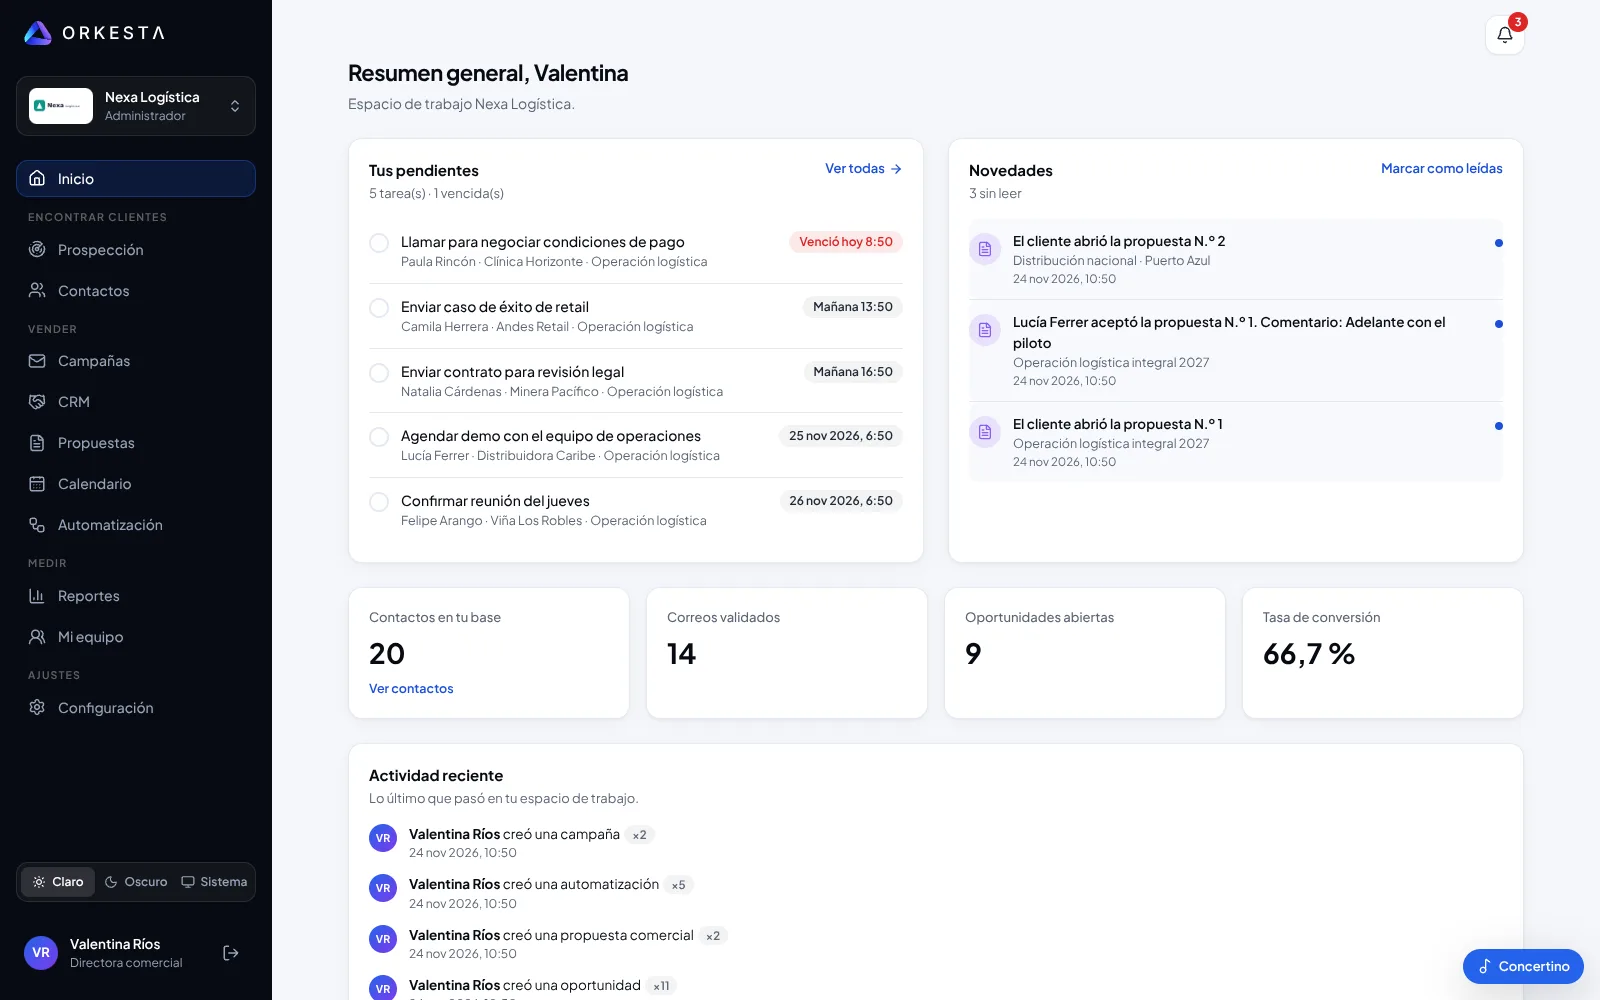 ORKESTA
Nexa
Nexa Logística
Administrador
Inicio
ENCONTRAR CLIENTES
Prospección
Contactos
VENDER
Campañas
CRM
Propuestas
Calendario
Automatización
MEDIR
Reportes
Mi equipo
AJUSTES
Configuración
Claro
Oscuro
Sistema
VR
Valentina Ríos
Directora comercial
3
Resumen general, Valentina
Espacio de trabajo Nexa Logística.
Tus pendientes
Ver todas →
5 tarea(s) · 1 vencida(s)
Llamar para negociar condiciones de pago
Venció hoy 8:50
Paula Rincón · Clínica Horizonte · Operación logística
Enviar caso de éxito de retail
Mañana 13:50
Camila Herrera · Andes Retail · Operación logística
Enviar contrato para revisión legal
Mañana 16:50
Natalia Cárdenas · Minera Pacífico · Operación logística
Agendar demo con el equipo de operaciones
25 nov 2026, 6:50
Lucía Ferrer · Distribuidora Caribe · Operación logística
Confirmar reunión del jueves
26 nov 2026, 6:50
Felipe Arango · Viña Los Robles · Operación logística
Novedades
Marcar como leídas
3 sin leer
El cliente abrió la propuesta N.º 2
Distribución nacional · Puerto Azul
24 nov 2026, 10:50
Lucía Ferrer aceptó la propuesta N.º 1. Comentario: Adelante con el
piloto
Operación logística integral 2027
24 nov 2026, 10:50
El cliente abrió la propuesta N.º 1
Operación logística integral 2027
24 nov 2026, 10:50
Contactos en tu base
20
Ver contactos
Correos validados
14
Oportunidades abiertas
9
Tasa de conversión
66,7 %
Actividad reciente
Lo último que pasó en tu espacio de trabajo.
VR
Valentina Ríos creó una campaña ×2
24 nov 2026, 10:50
VR
Valentina Ríos creó una automatización ×5
24 nov 2026, 10:50
VR
Valentina Ríos creó una propuesta comercial ×2
24 nov 2026, 10:50
VR
Valentina Ríos creó una oportunidad ×11
Concertino